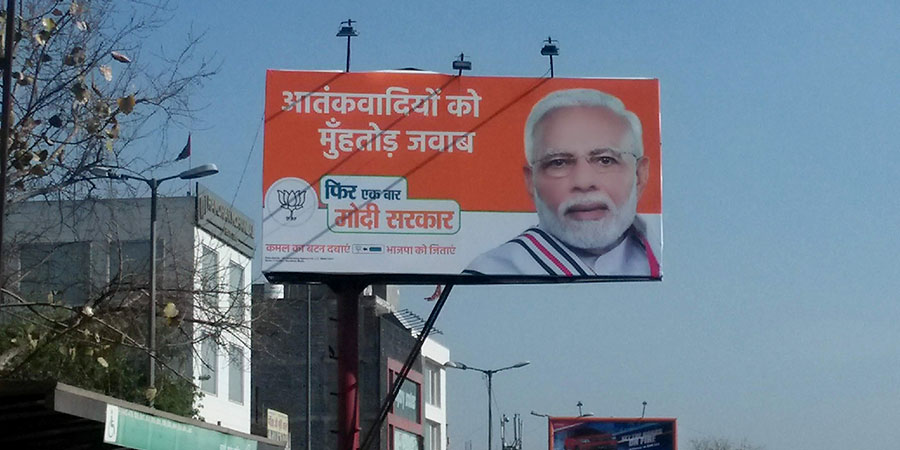 आतंकवादियों को
मुँहतोड़ जवाब
फिर एक बार
मोदी सरकार
कमल का बटन दबाएं भाजपा को जिताएं